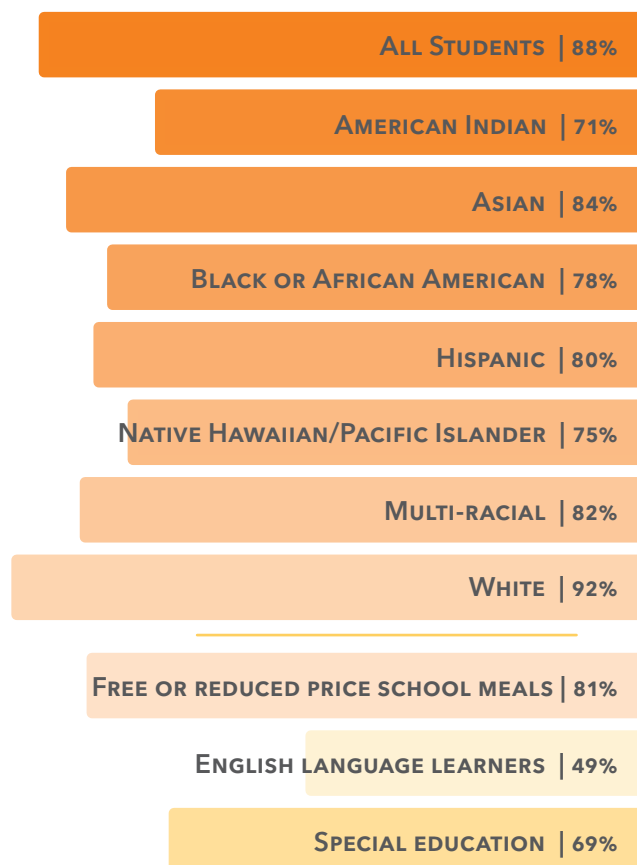 All Students | 88%
American Indian | 71%
Asian | 84%
Black or African American | 78%
Hispanic | 80%
Native Hawaiian/Pacific Islander | 75%
Multi-racial | 82%
White | 92%
Free or reduced price school meals | 81%
English language learners | 49%
Special education | 69%